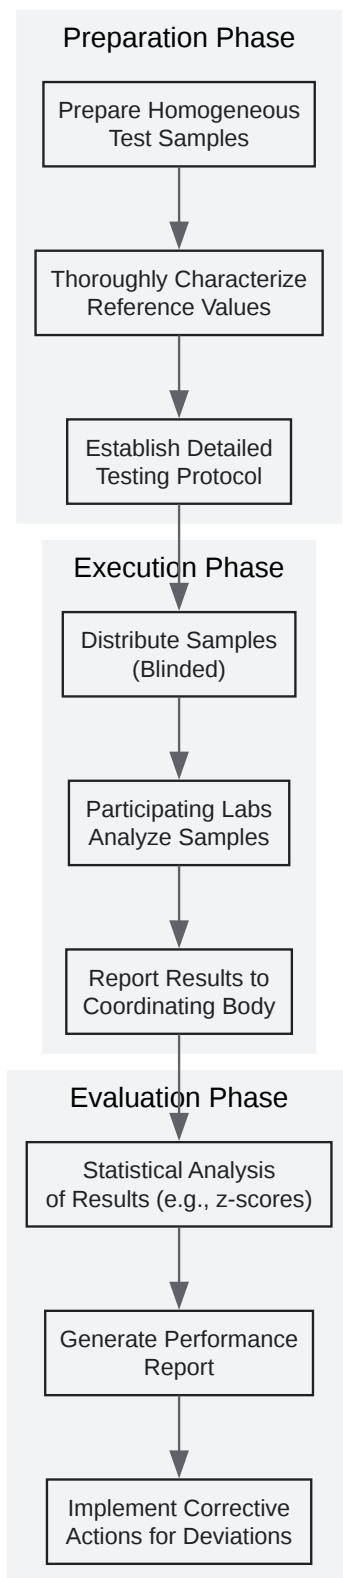 Preparation Phase
Prepare Homogeneous
Test Samples
Thoroughly Characterize
Reference Values
Establish Detailed
Testing Protocol
Execution Phase
Distribute Samples
(Blinded)
Participating Labs
Analyze Samples
Report Results to
Coordinating Body
Evaluation Phase
Statistical Analysis
of Results (e.g., z-scores)
Generate Performance
Report
Implement Corrective
Actions for Deviations